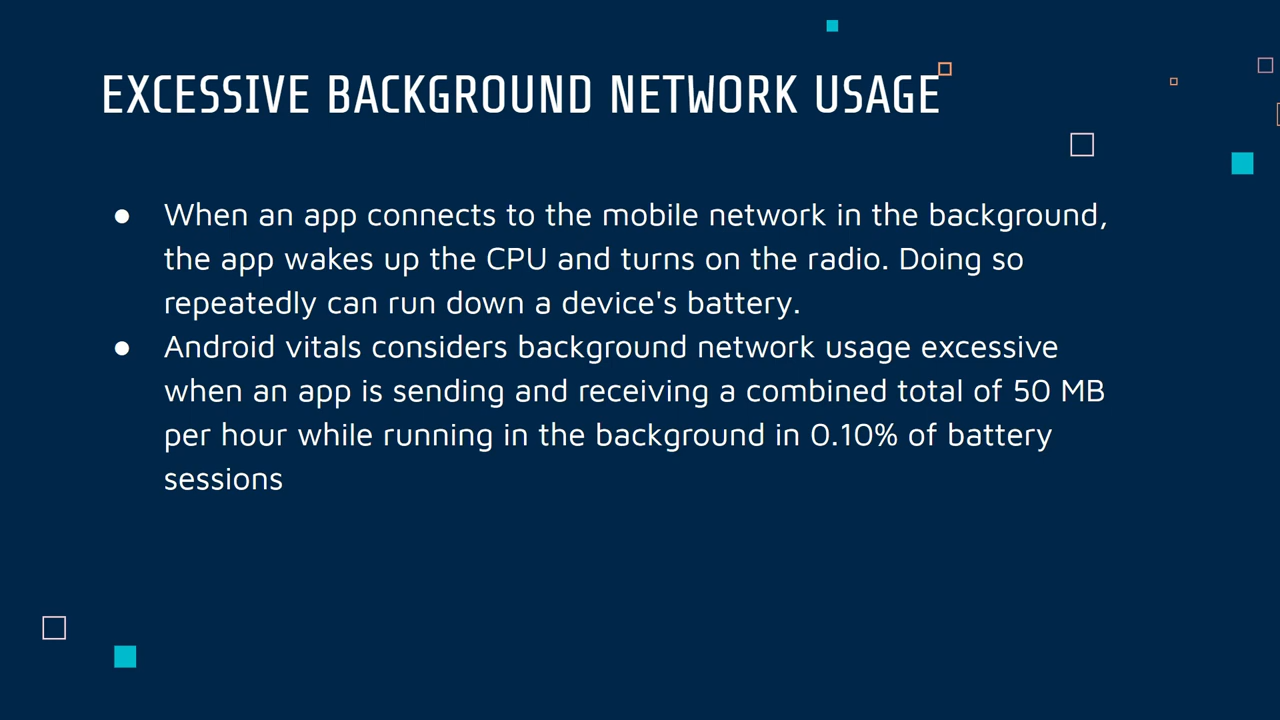 EXCESSIVE BACKGROUND NETWORK USAGE
● When an app connects to the mobile network in the background,
the app wakes up the CPU and turns on the radio. Doing so
repeatedly can run down a device's battery.
● Android vitals considers background network usage excessive
when an app is sending and receiving a combined total of 50 MB
per hour while running in the background in 0.10% of battery
sessions